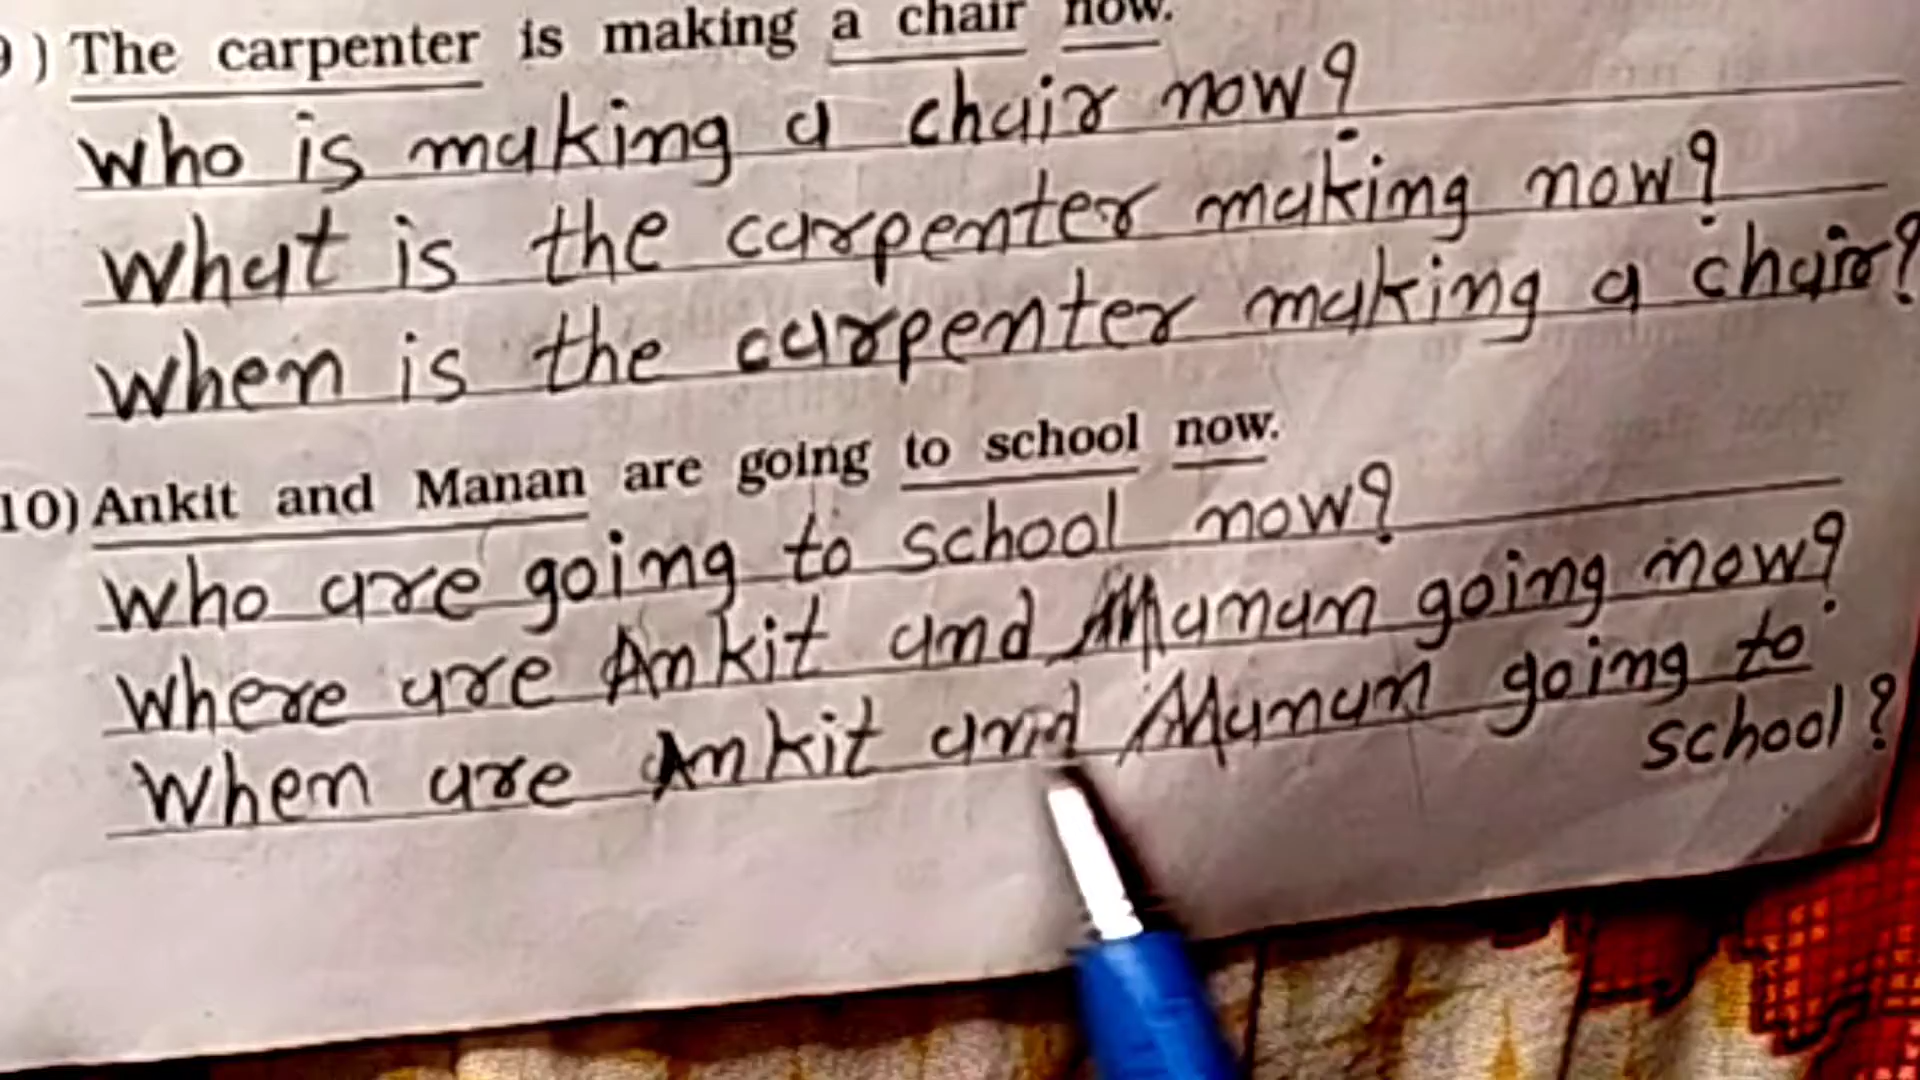 9) The carpenter is making a chair now.
Who is making a chair now?
What is the carpenter making now?
When is the carpenter making a chair?
10) Ankit and Manan are going to school now.
Who are going to school now?
Where are Ankit and Manan going now?
When are Ankit and Manan going to
school?